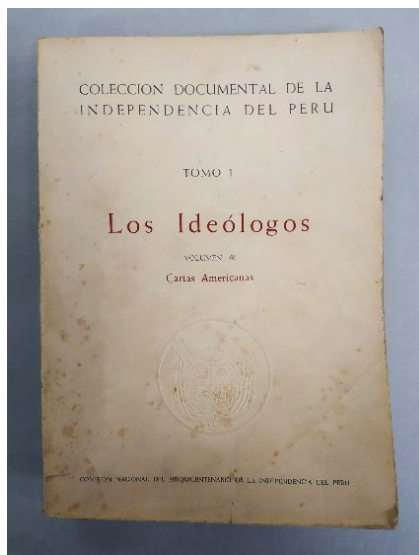 COLECCION DOCUMENTAL DE LA
INDEPENDENCIA DEL PERU
TOMO I
Los Ideólogos
VOLUMEN
Cartas Americanas
COMISION NACIONAL DEL SESQUICENTENARIO DE LA INDEPENDENCIA DEL PERU